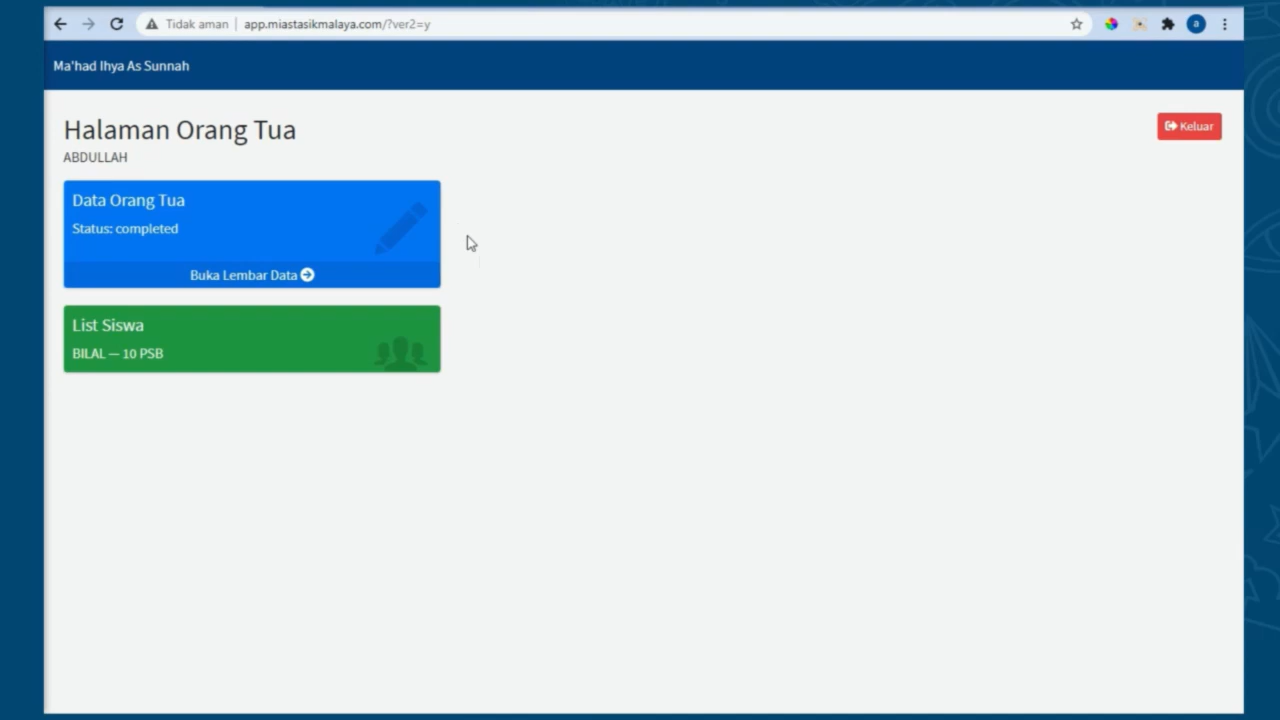 Tidak aman | app.miastasikmalaya.com/?ver2=y
a
Ma'had Ihya As Sunnah
Halaman Orang Tua
Keluar
ABDULLAH
Data Orang Tua
Status: completed
Buka Lembar Data
List Siswa
BILAL — 10 PSB